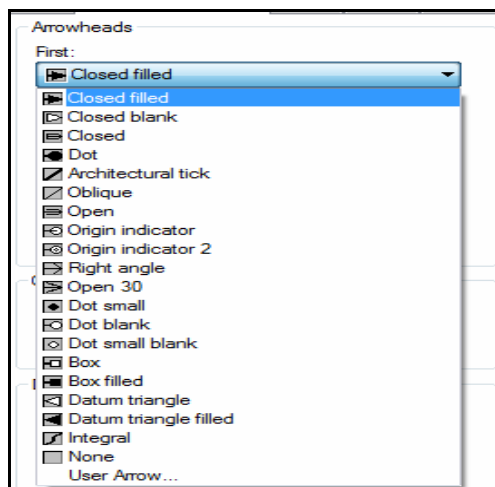 Arrowheads
First:
Closed filled
Closed filled
Closed blank
Closed
Dot
Architectural tick
Oblique
Open
Origin indicator
Origin indicator 2
Right angle
Open 30
Dot small
Dot blank
Dot small blank
Box
Box filled
Datum triangle
Datum triangle filled
Integral
None
User Arrow...